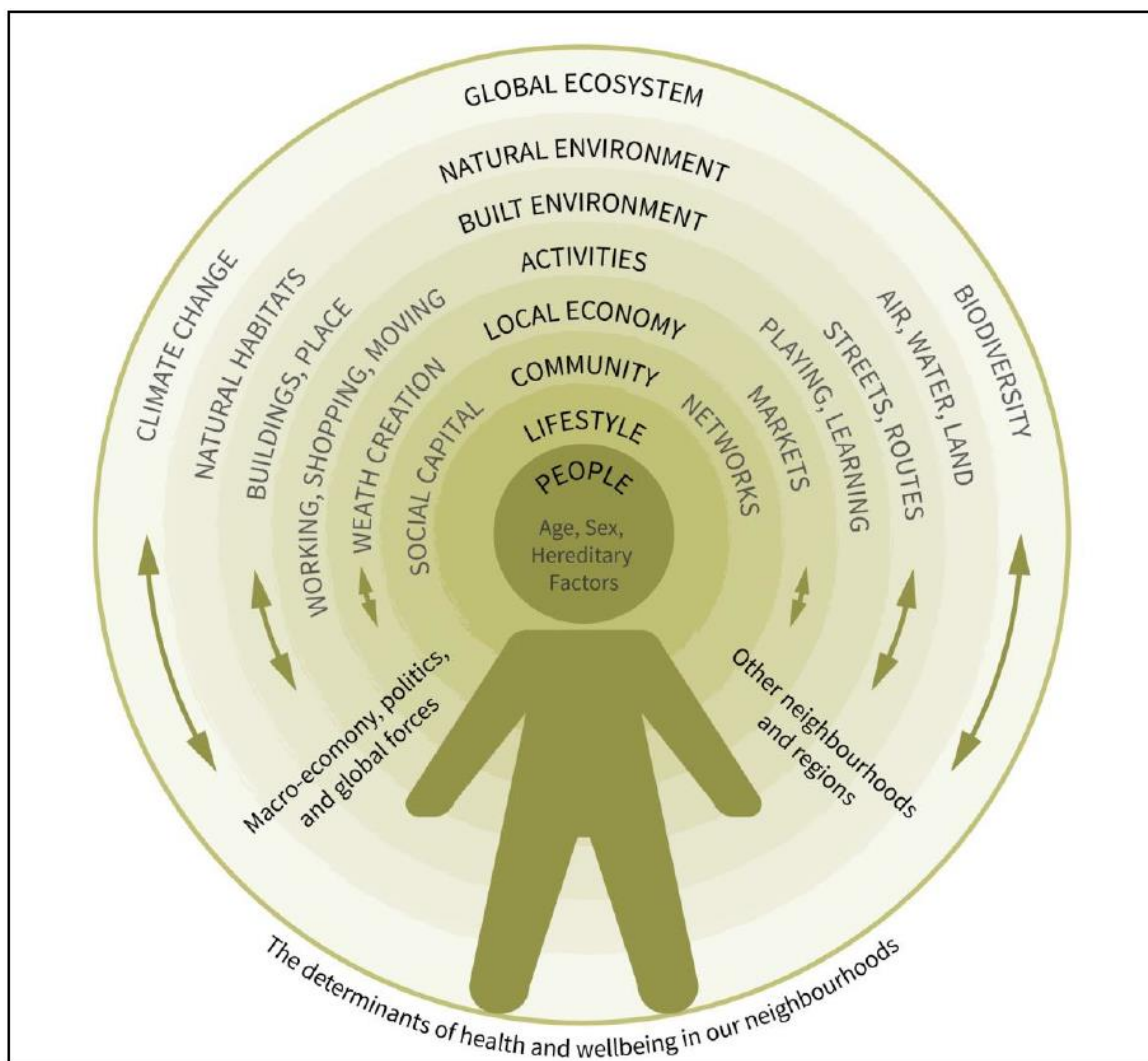 GLOBAL ECOSYSTEM
NATURAL ENVIRONMENT
BUILT ENVIRONMENT
ACTIVITIES
LOCAL ECONOMY
COMMUNITY
LIFESTYLE
PEOPLE
Age, Sex,
Hereditary
Factors
CLIMATE CHANGE
NATURAL HABITATS
BUILDINGS, PLACE
WORKING, SHOPPING, MOVING
WEATH CREATION
SOCIAL CAPITAL
NETWORKS
MARKETS
PLAYING, LEARNING
STREETS, ROUTES
AIR, WATER, LAND
BIODIVERSITY
Macro-ecomony, politics,
and global forces
Other neighbourhoods
and regions
The determinants of health and wellbeing in our neighbourhoods